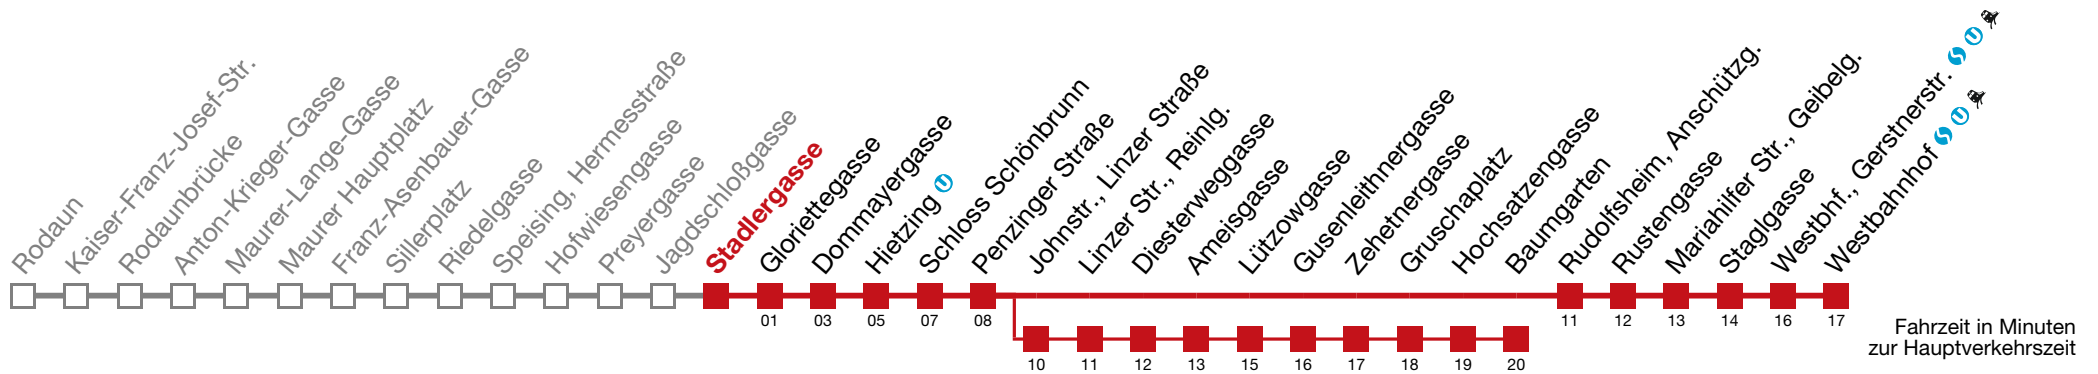 Rodaun
Kaiser-Franz-Josef-Str.
Rodaunbrücke
Anton-Krieger-Gasse
Maurer-Lange-Gasse
Maurer Hauptplatz
Franz-Asenbauer-Gasse
Sillerplatz
Riedelgasse
Speising, Hermesstraße
Hofwiesengasse
Preyergasse
Jagdschloßgasse
Stadlergasse
Gloriettegasse
Dommayergasse
Hietzing U
Schloss Schönbrunn
Penzinger Straße
Johnstr., Linzer Straße
Linzer Str., Reinlg.
Diesterweggasse
Ameisgasse
Lützowgasse
Gusenleithnergasse
Zehetnergasse
Gruschaplatz
Hochsatzengasse
Baumgarten
Rudolfsheim, Anschützg.
Rustengasse
Mariahilfer Str., Geibelg.
Staglgasse
Westbhf., Gerstnerstr. S U
Westbahnhof S U
01 03 05 07 08 11 12 13 14 16 17
10 11 12 13 15 16 17 18 19 20
Fahrzeit in Minuten
zur Hauptverkehrszeit